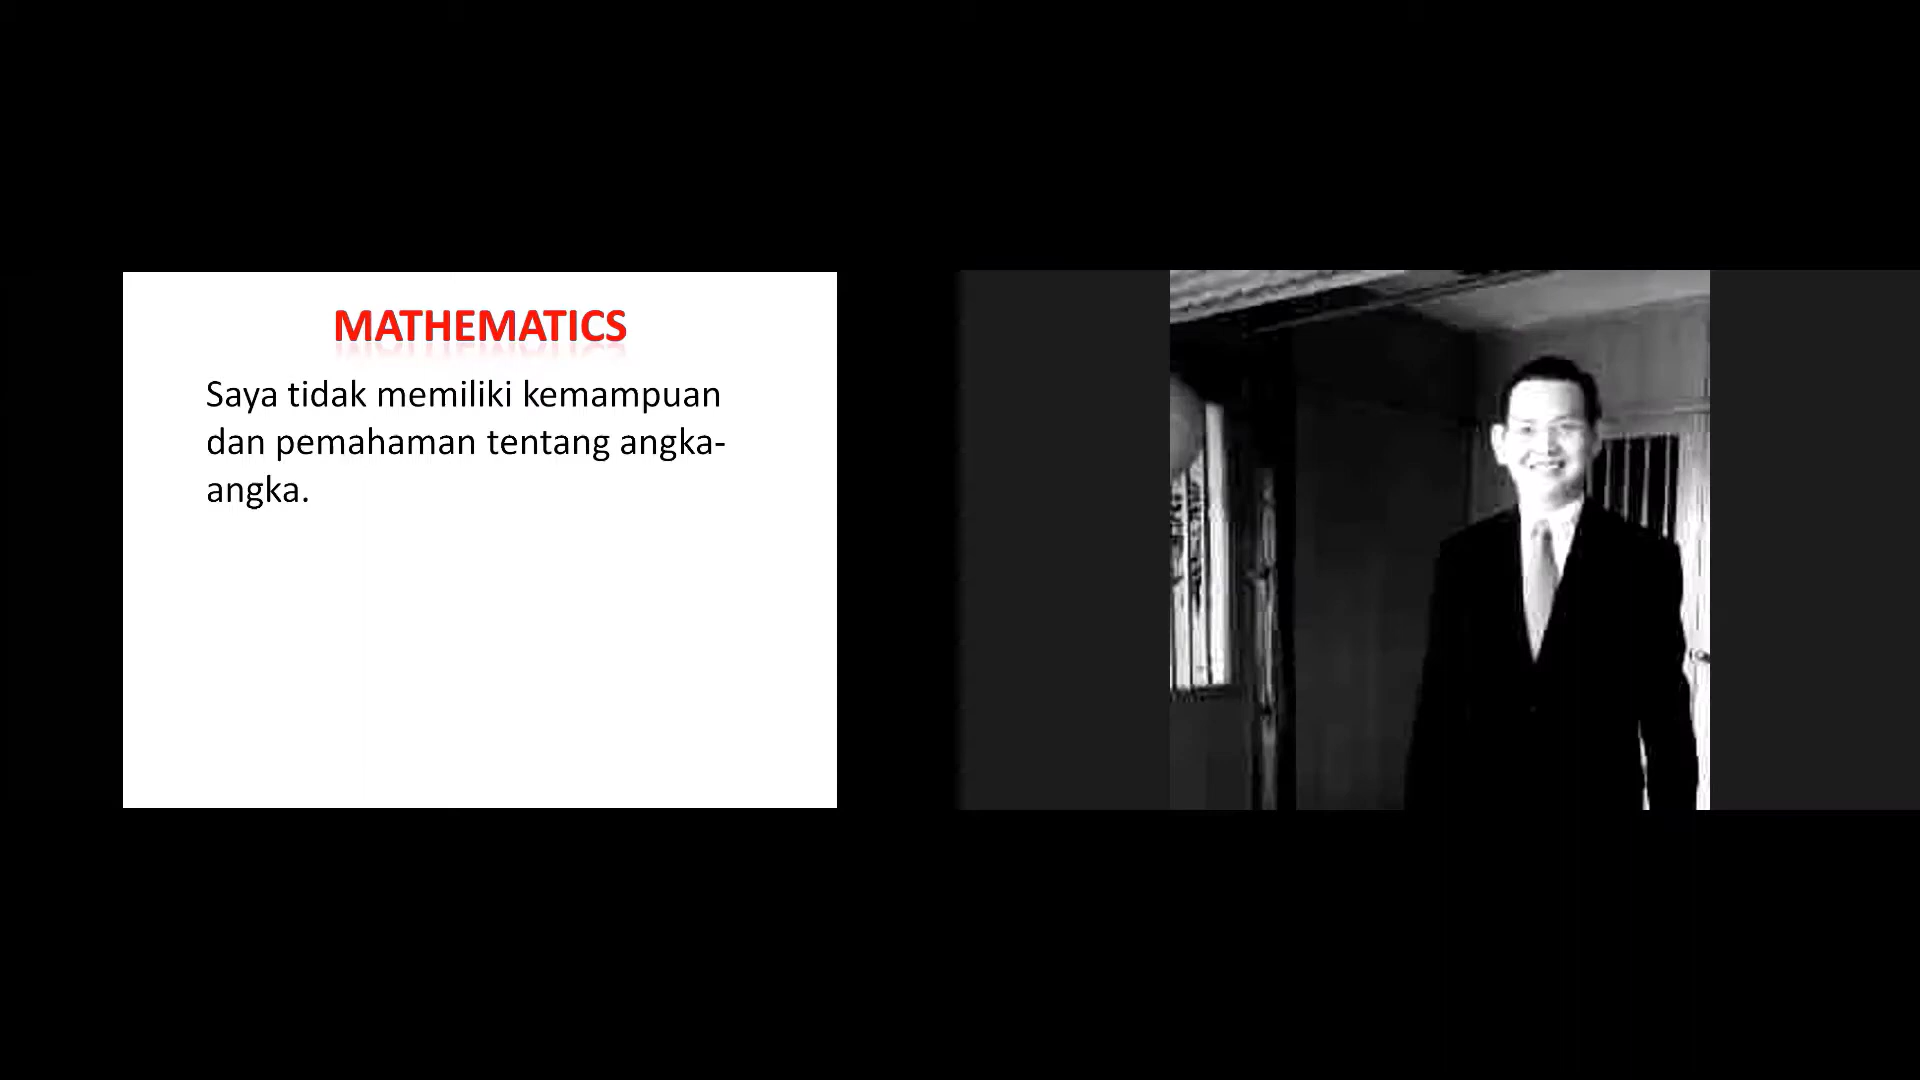 MATHEMATICS
Saya tidak memiliki kemampuan
dan pemahaman tentang angka-
angka.